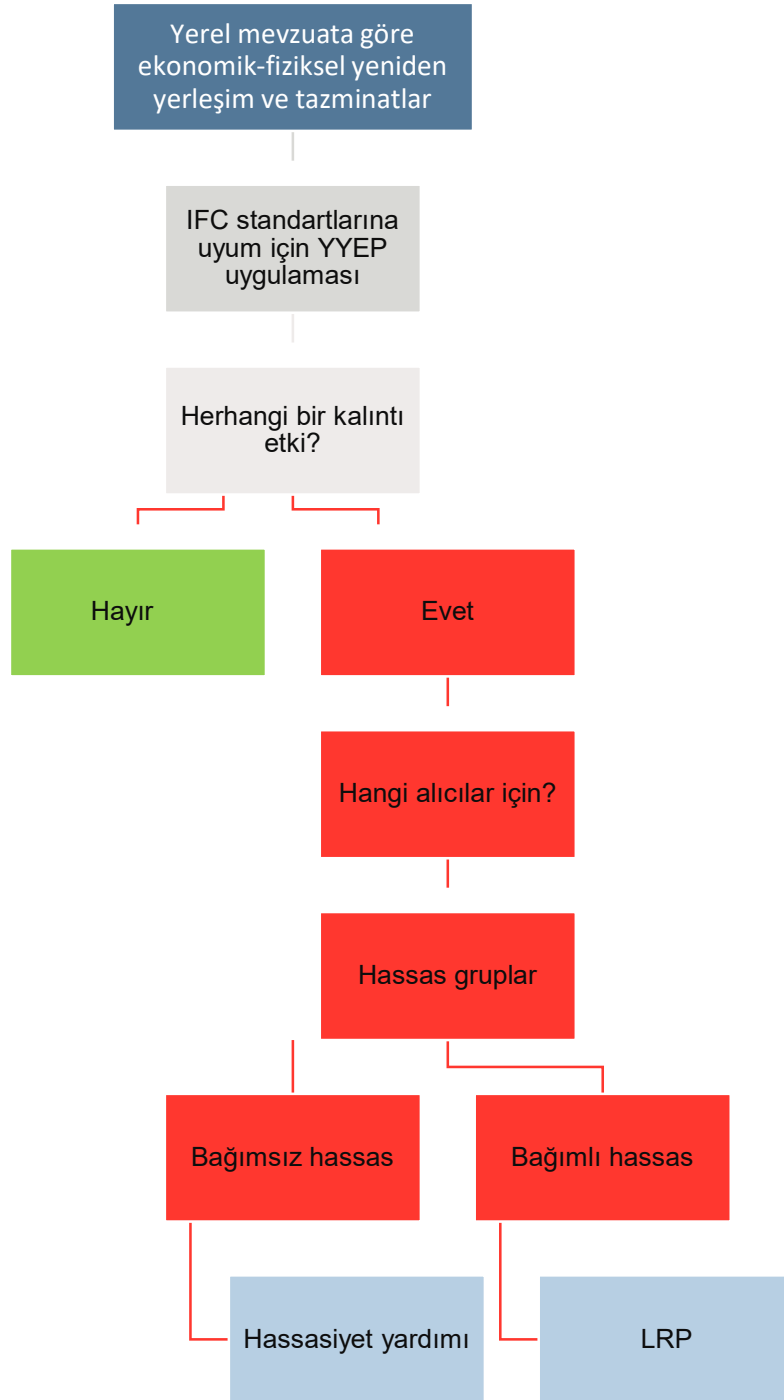 Yerel mevzuata göre
ekonomik-fiziksel yeniden
yerleşim ve tazminatlar
IFC standartlarına
uyum için YYEP
uygulaması
Herhangi bir kalıntı
etki?
Hayır
Evet
Hangi alıcılar için?
Hassas gruplar
Bağımsız hassas
Bağımlı hassas
Hassasiyet yardımı
LRP